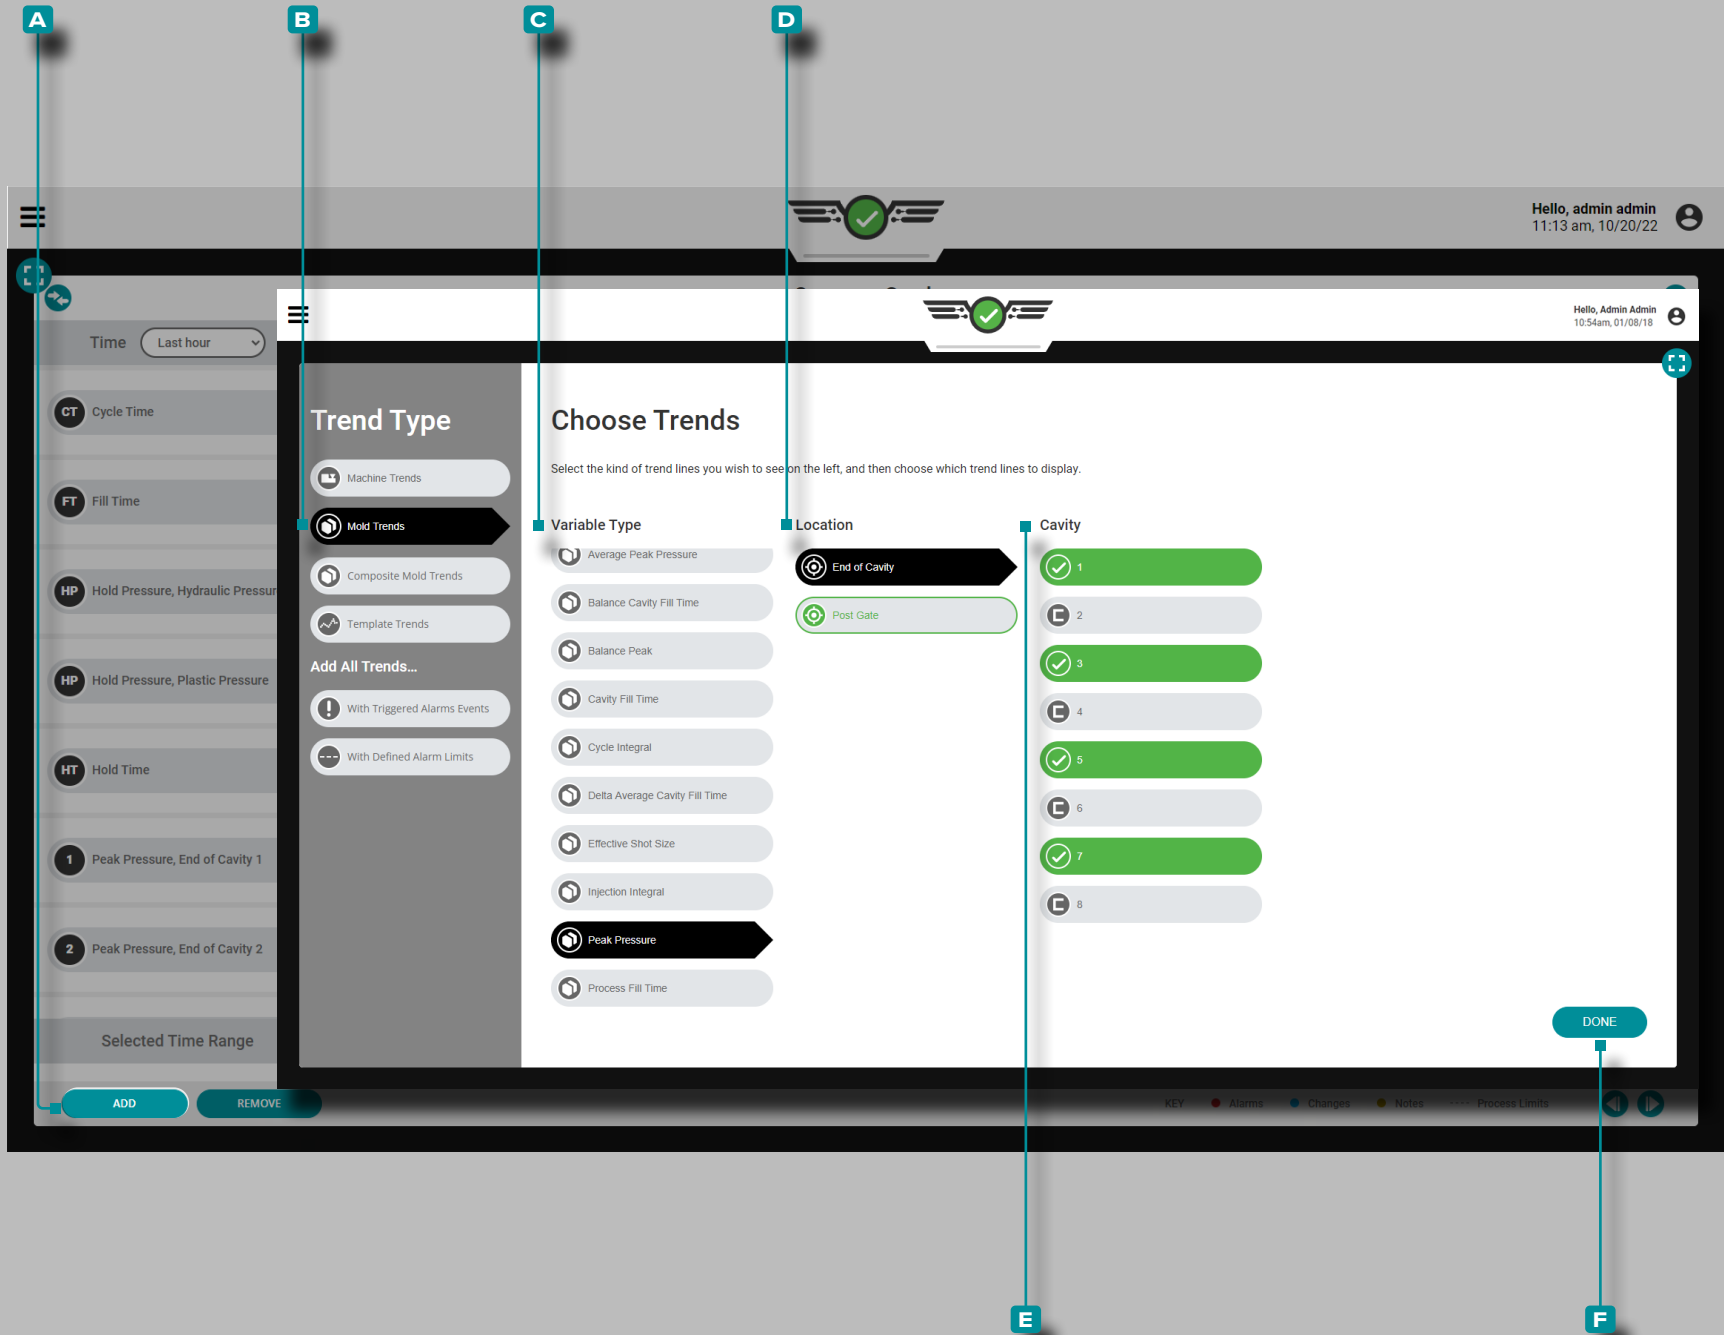 A
B
C
D
Hello, admin admin
11:13 am, 10/20/22
Hello, Admin Admin
10:54am, 01/08/18
Time
Last hour
CT
Cycle Time
FT
Fill Time
HP
Hold Pressure, Hydraulic Pressur
HP
Hold Pressure, Plastic Pressure
HT
Hold Time
1
Peak Pressure, End of Cavity 1
2
Peak Pressure, End of Cavity 2
Selected Time Range
ADD
REMOVE
Trend Type
Machine Trends
Mold Trends
Composite Mold Trends
Template Trends
Add All Trends...
With Triggered Alarms Events
With Defined Alarm Limits
Choose Trends
Select the kind of trend lines you wish to see on the left, and then choose which trend lines to display.
Variable Type
Average Peak Pressure
Balance Cavity Fill Time
Balance Peak
Cavity Fill Time
Cycle Integral
Delta Average Cavity Fill Time
Effective Shot Size
Injection Integral
Peak Pressure
Process Fill Time
Location
End of Cavity
Post Gate
Cavity
1
2
3
4
5
6
7
8
DONE
KEY
Alarms
Changes
Notes
Process Limits
E
F